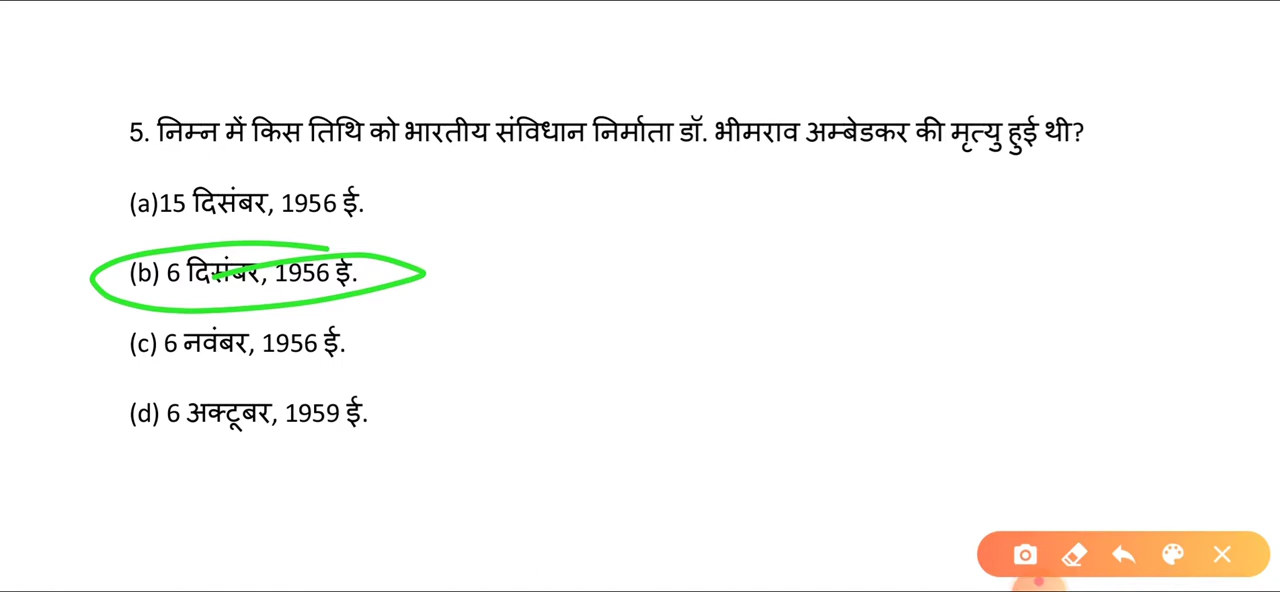 5. निम्न में किस तिथि को भारतीय संविधान निर्माता डॉ. भीमराव अम्बेडकर की मृत्यु हुई थी?
(a)15 दिसंबर, 1956 ई.
(b) 6 दिसंबर, 1956 ई.
(c) 6 नवंबर, 1956 ई.
(d) 6 अक्टूबर, 1959 ई.